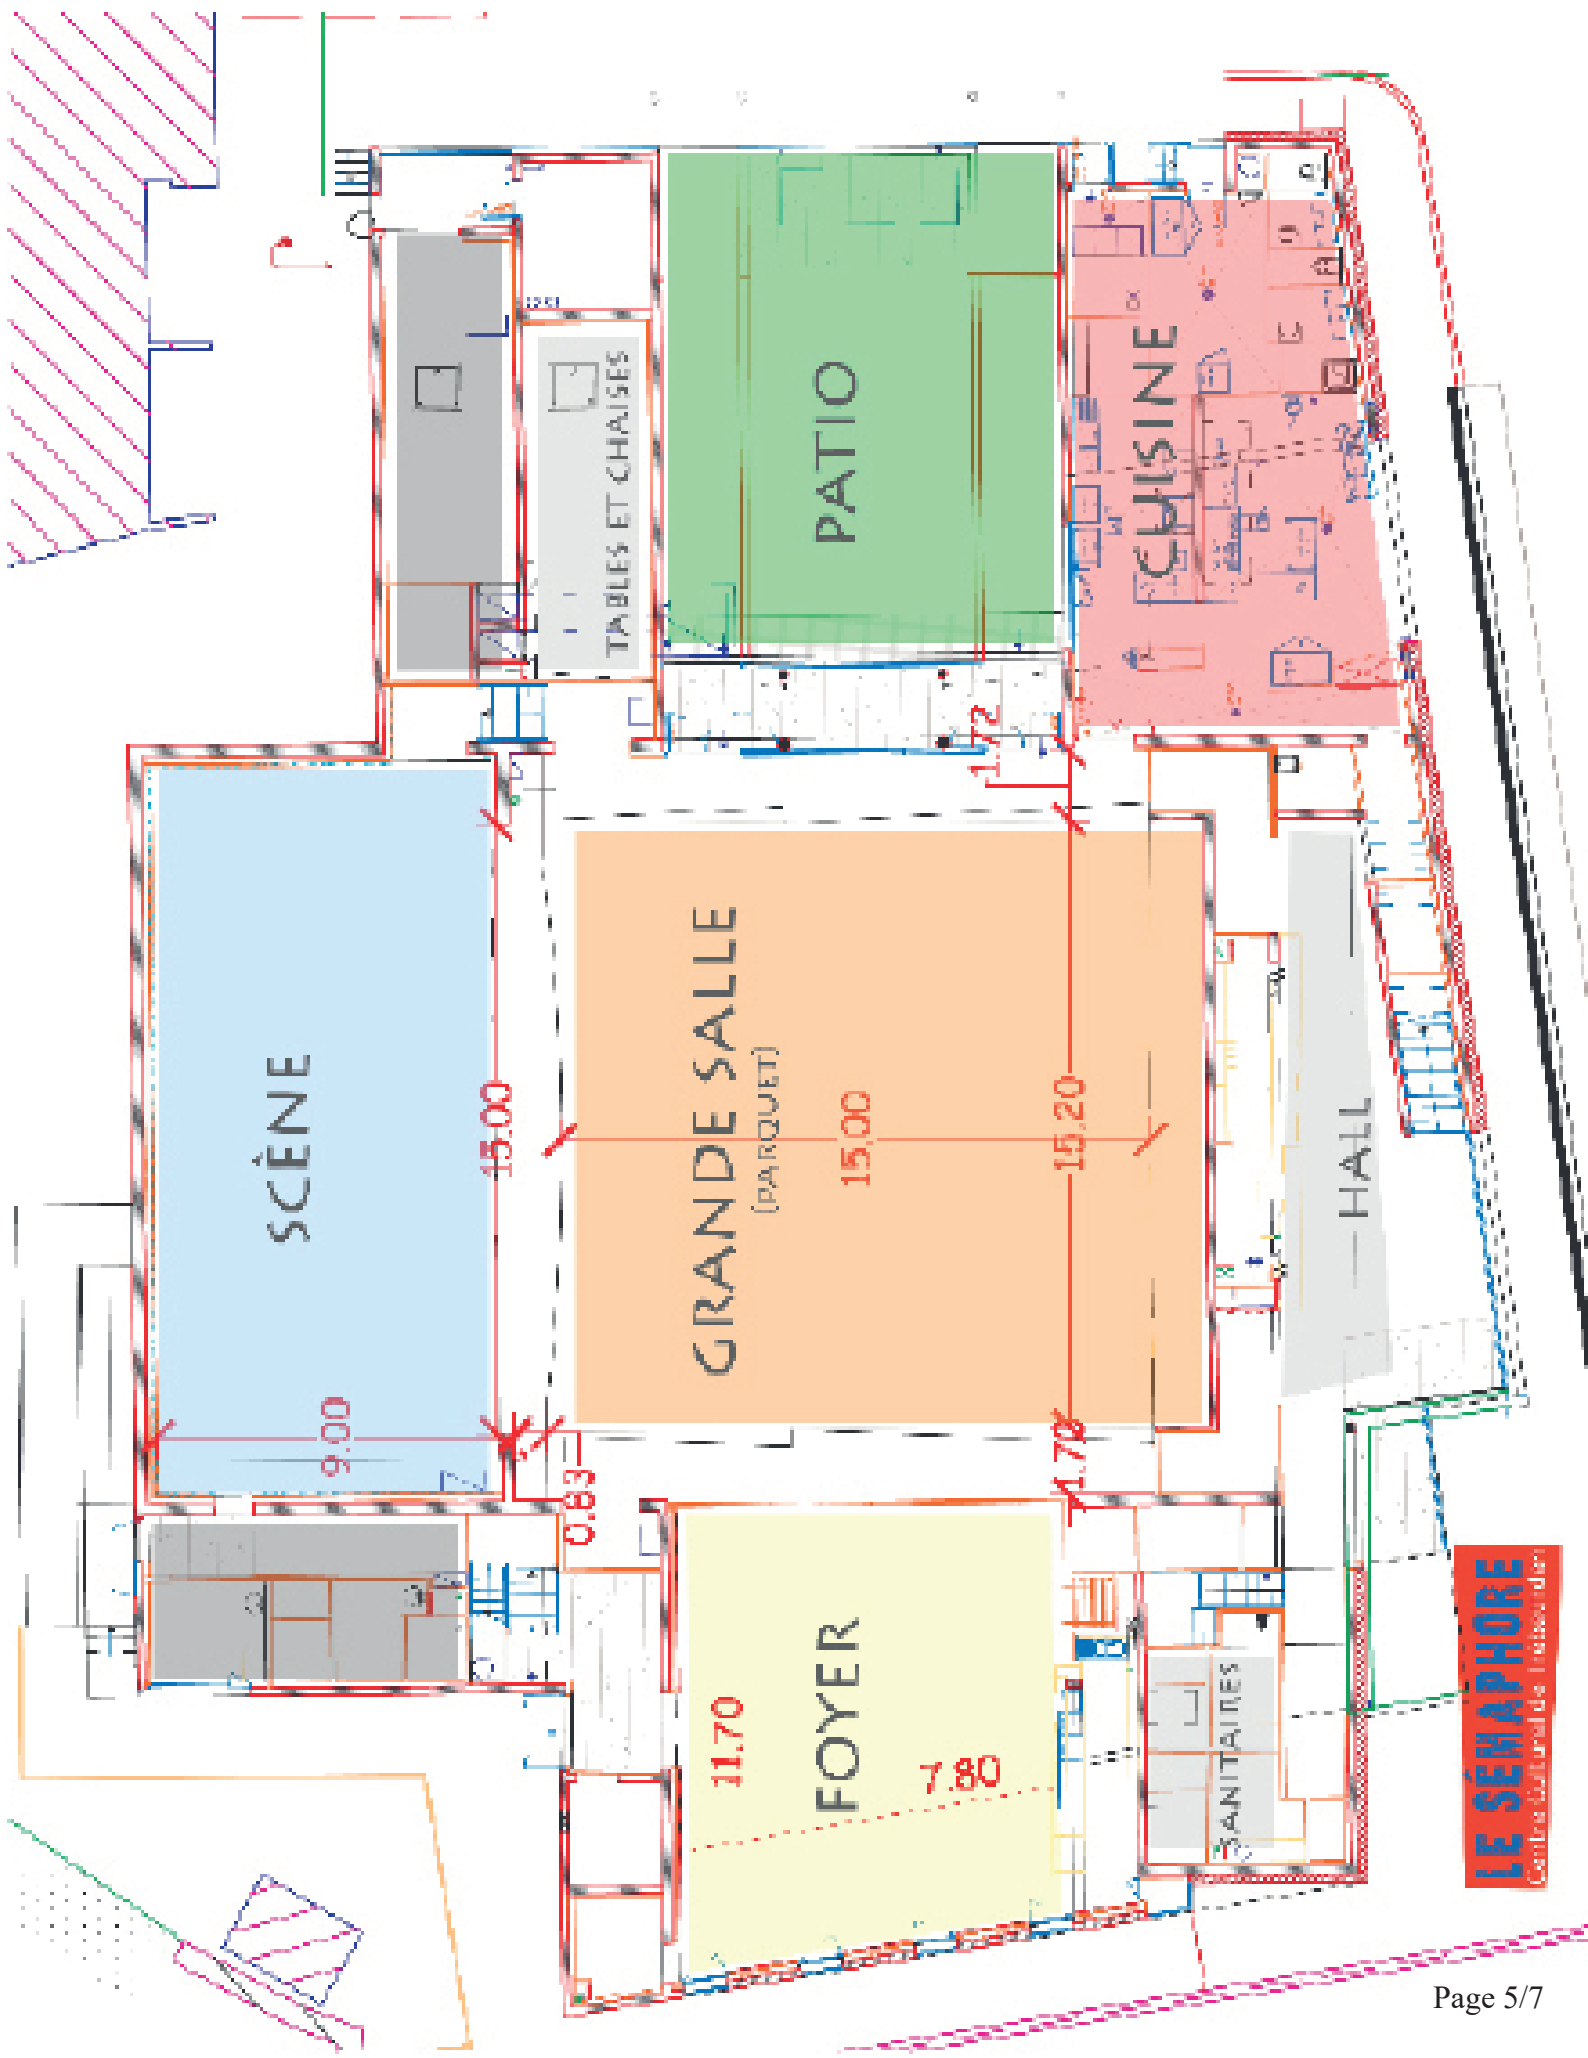 TABLES ET CHAISES
PATIO
CUISINE
1.72
SCÈNE
15.00
GRANDE SALLE
(PARQUET)
15.00
15.20
HALL
9.00
0.83
1.70
FOYER
11.70
7.80
SANITAIRES
LE SÉMAPHORE
Page 5/7